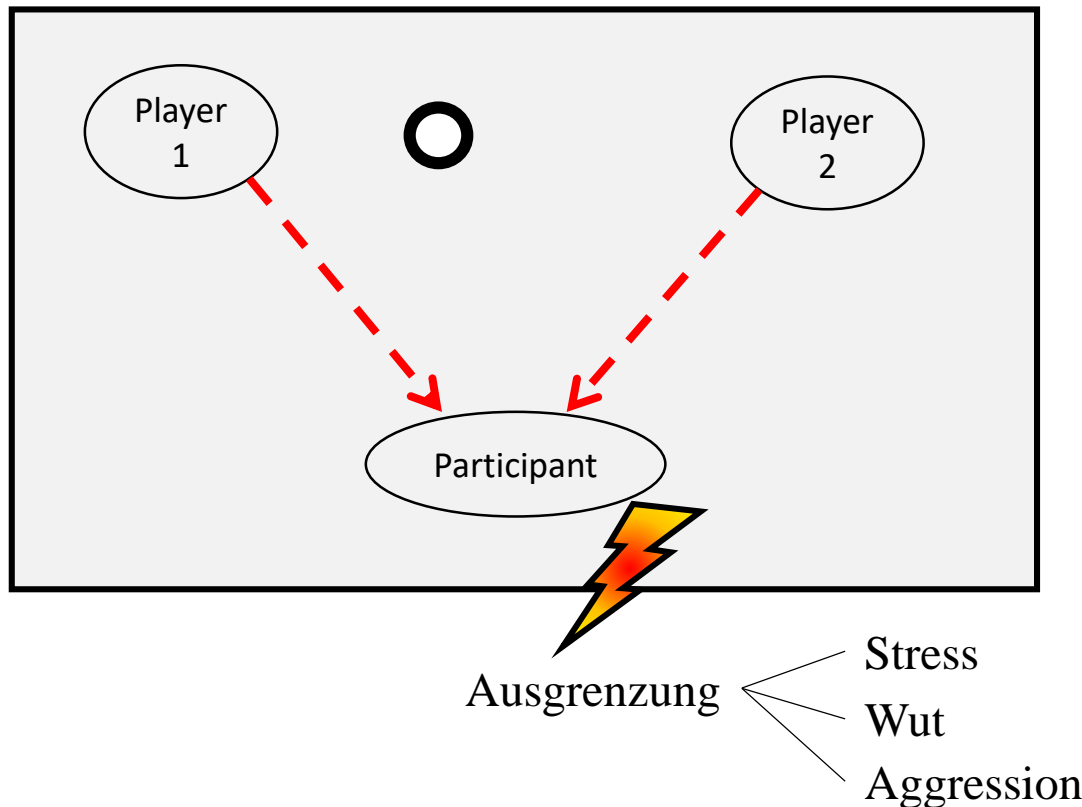 Player
1
Player
2
Participant
Ausgrenzung
Stress
Wut
Aggression